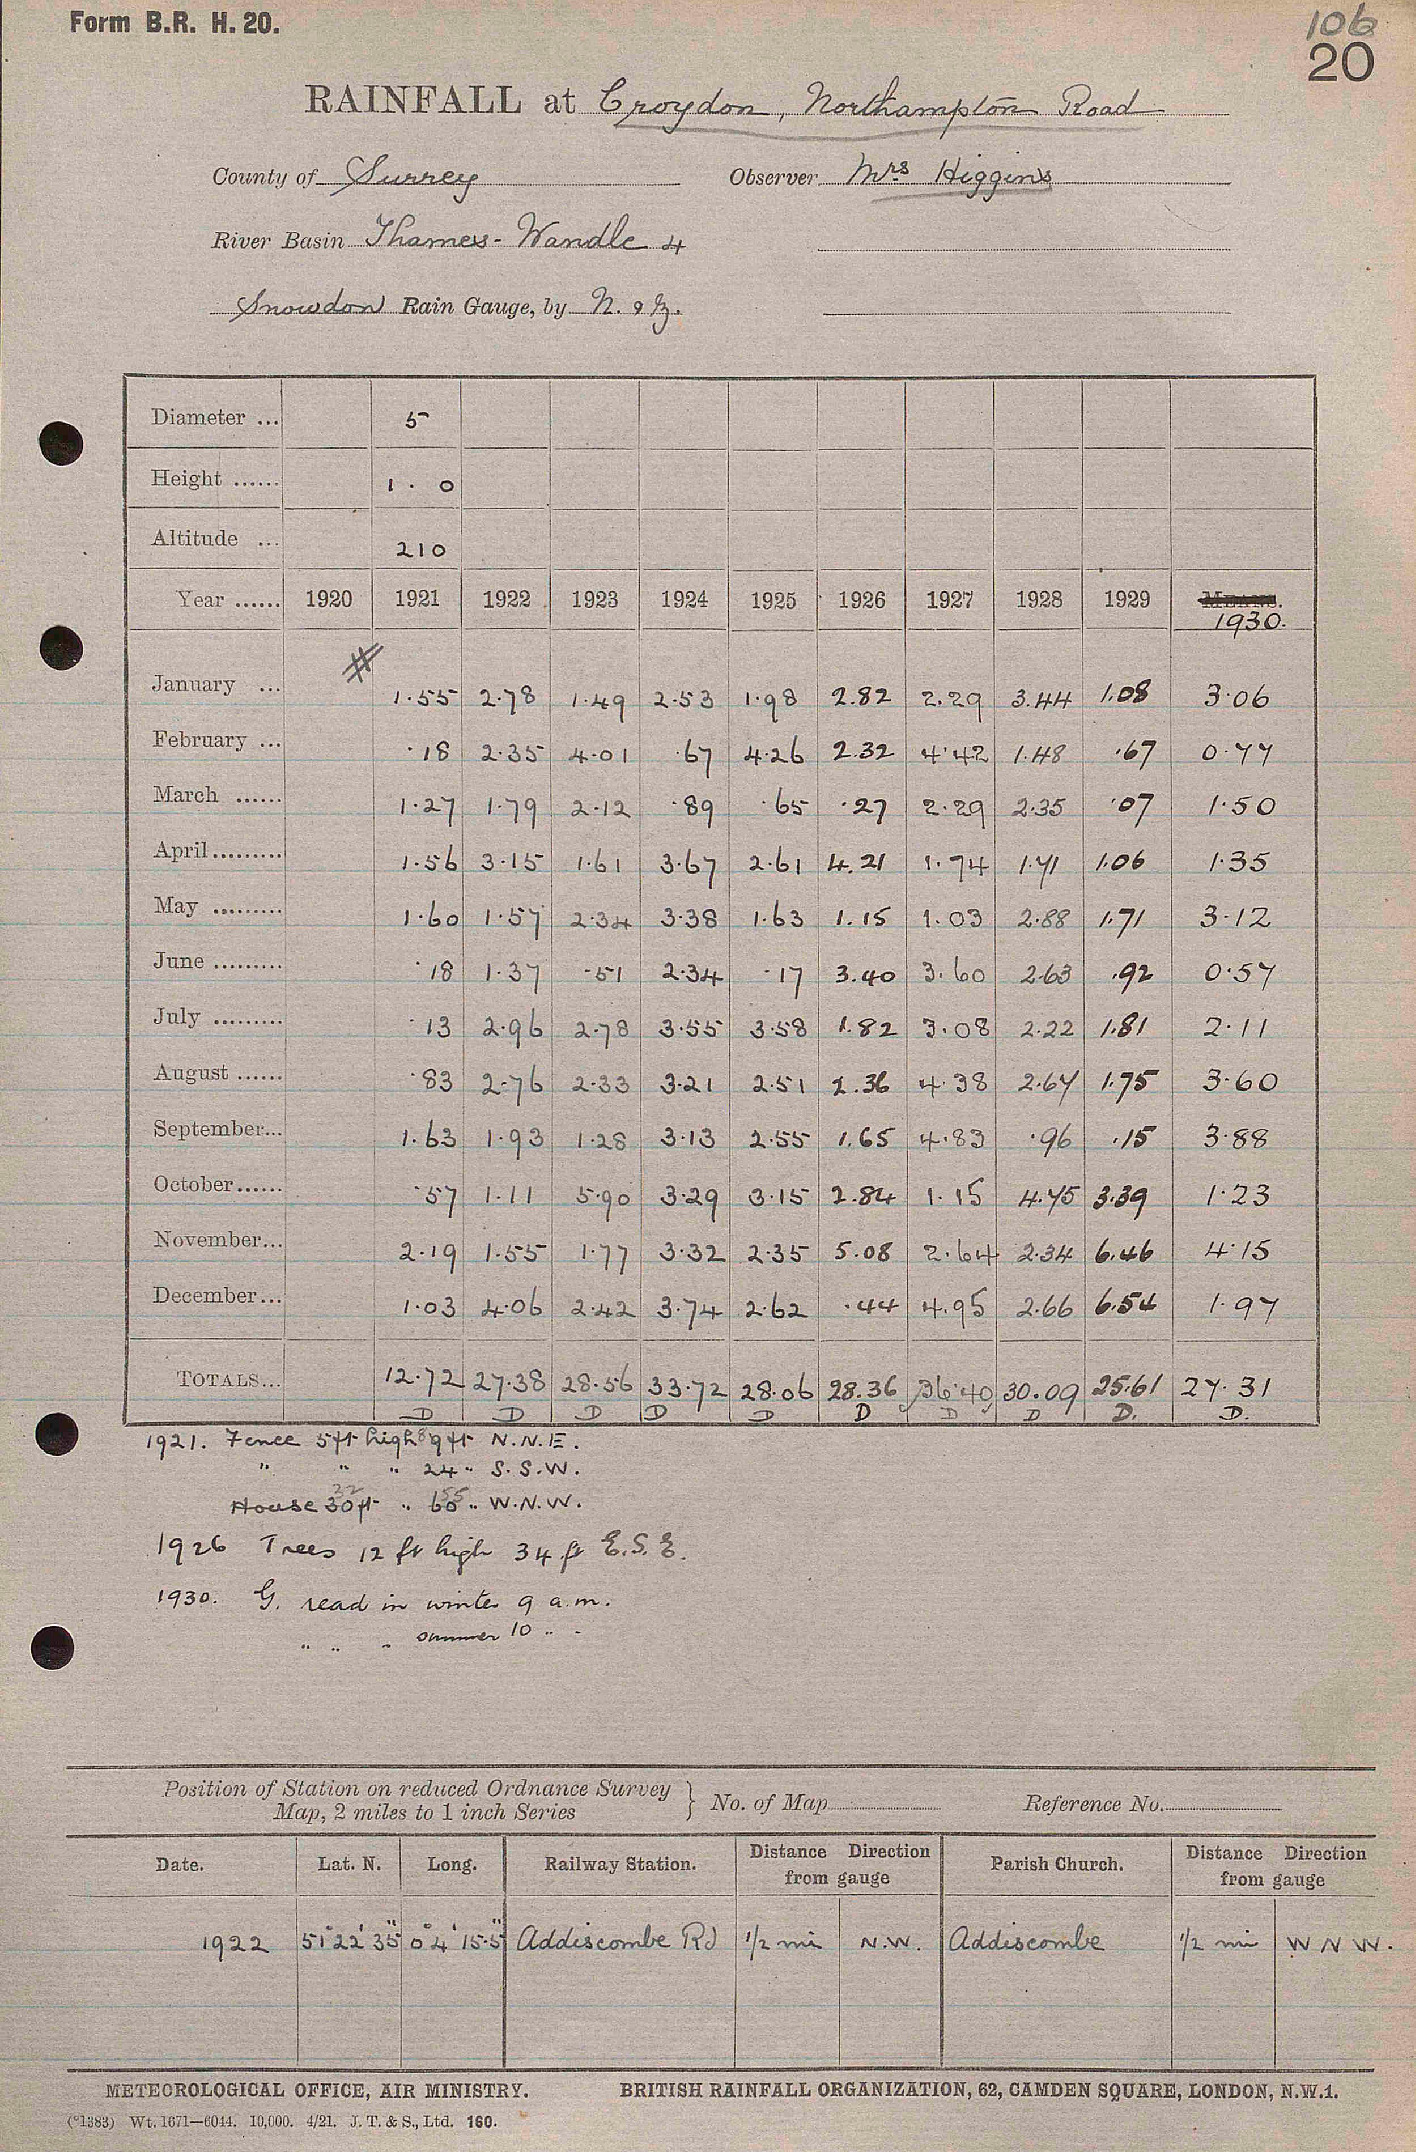 Form B.R. H. 20.
106
20
RAINFALL at Croydon, Northampton Road
County of Surrey Observer Mrs Higgins
River Basin Thames - Wandle 4
Snowdon Rain Gauge, by N. & Z.
Diameter ... 5
Height ...... 1 . 0
Altitude ... 210
Year ...... 1920 1921 1922 1923 1924 1925 1926 1927 1928 1929 MEANS.
1930.
#
January ... 1.55 2.78 1.49 2.53 1.98 2.82 2.29 3.44 1.08 3.06
February ... .18 2.35 4.01 .67 4.26 2.32 4.42 1.48 .67 0.77
March ...... 1.27 1.79 2.12 .89 .65 .27 2.29 2.35 .07 1.50
April......... 1.56 3.15 1.61 3.67 2.61 4.21 1.74 1.71 1.06 1.35
May ......... 1.60 1.57 2.34 3.38 1.63 1.15 1.03 2.88 1.71 3.12
June ......... .18 1.37 .51 2.34 .17 3.40 3.60 2.63 .92 0.57
July ......... .13 2.96 2.78 3.55 3.58 1.82 3.08 2.22 1.81 2.11
August ...... .83 2.76 2.33 3.21 2.51 2.36 4.38 2.67 1.75 3.60
September... 1.63 1.93 1.28 3.13 2.55 1.65 4.83 .96 .15 3.88
October...... .57 1.11 5.90 3.29 3.15 2.84 1.15 4.75 3.39 1.23
November... 2.19 1.55 1.77 3.32 2.35 5.08 2.64 2.34 6.46 4.15
December... 1.03 4.06 2.42 3.74 2.62 .44 4.95 2.66 6.54 1.97
TOTALS... 12.72 27.38 28.56 33.72 28.06 28.36 36.40 30.09 25.61 27.31
D D D D D D D D D. D.
1921. Fence 5ft high 9ft N.N.E.
" " " 24 " S.S.W.
32 55
House 30ft " 60 " W.N.W.
1926 Trees 12 ft high 34 ft E.S.E.
1930. G. read in winter 9 a.m.
" " " summer 10 " "
Position of Station on reduced Ordnance Survey
Map, 2 miles to 1 inch Series } No. of Map Reference No.
Date. Lat. N. Long. Railway Station. Distance Direction from gauge Parish Church. Distance Direction from gauge
1922 51° 22' 35" 0° 4' 15.5" Addiscombe Rd 1/2 mi N.W. Addiscombe 1/2 mi W N W.
METEOROLOGICAL OFFICE, AIR MINISTRY. BRITISH RAINFALL ORGANIZATION, 62, CAMDEN SQUARE, LONDON, N.W.1.
(*1383) Wt. 1671—6044. 10,000. 4/21. J. T. & S., Ltd. 160.